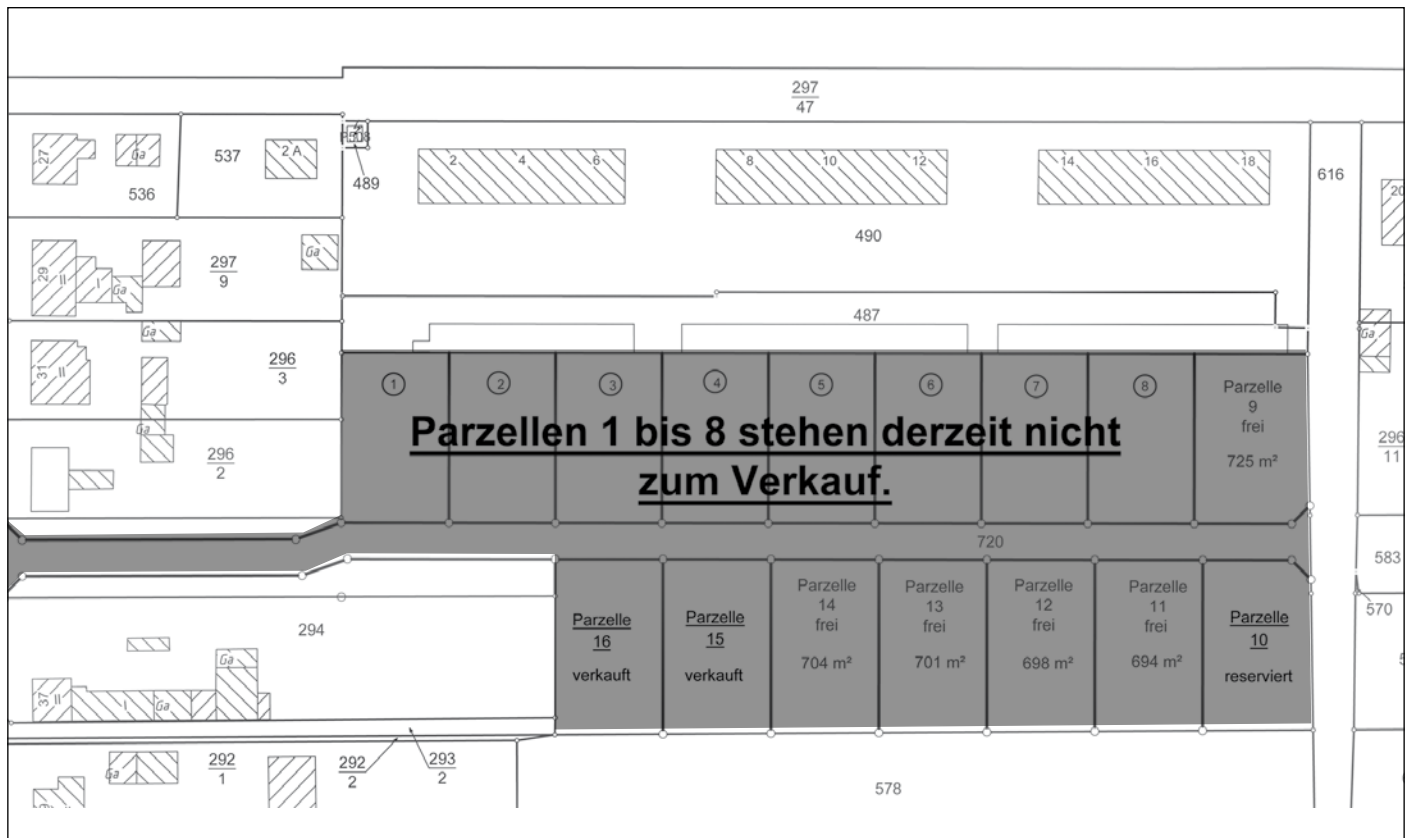 297
47
27
Ga
537
2 A
489
536
2
4
6
8
10
12
14
16
18
616
20
490
29
II
I
Ga
297
9
Ga
487
Ga
31
II
296
3
Ga
296
2
1
2
3
4
5
6
7
8
Parzelle
9
frei
725 m²
Parzellen 1 bis 8 stehen derzeit nicht
zum Verkauf.
Ga
296
11
720
583
570
294
Parzelle
16
verkauft
Parzelle
15
verkauft
Parzelle
14
frei
704 m²
Parzelle
13
frei
701 m²
Parzelle
12
frei
698 m²
Parzelle
11
frei
694 m²
Parzelle
10
reserviert
Ga
37
II
I
Ga
292
1
292
2
293
2
Ga
578